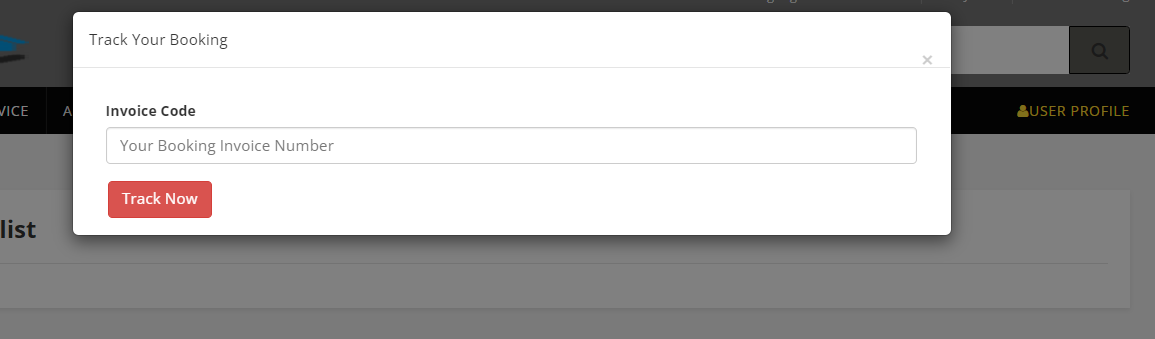 Track Your Booking
×
VICE
A
USER PROFILE
Invoice Code
Your Booking Invoice Number
Track Now
list